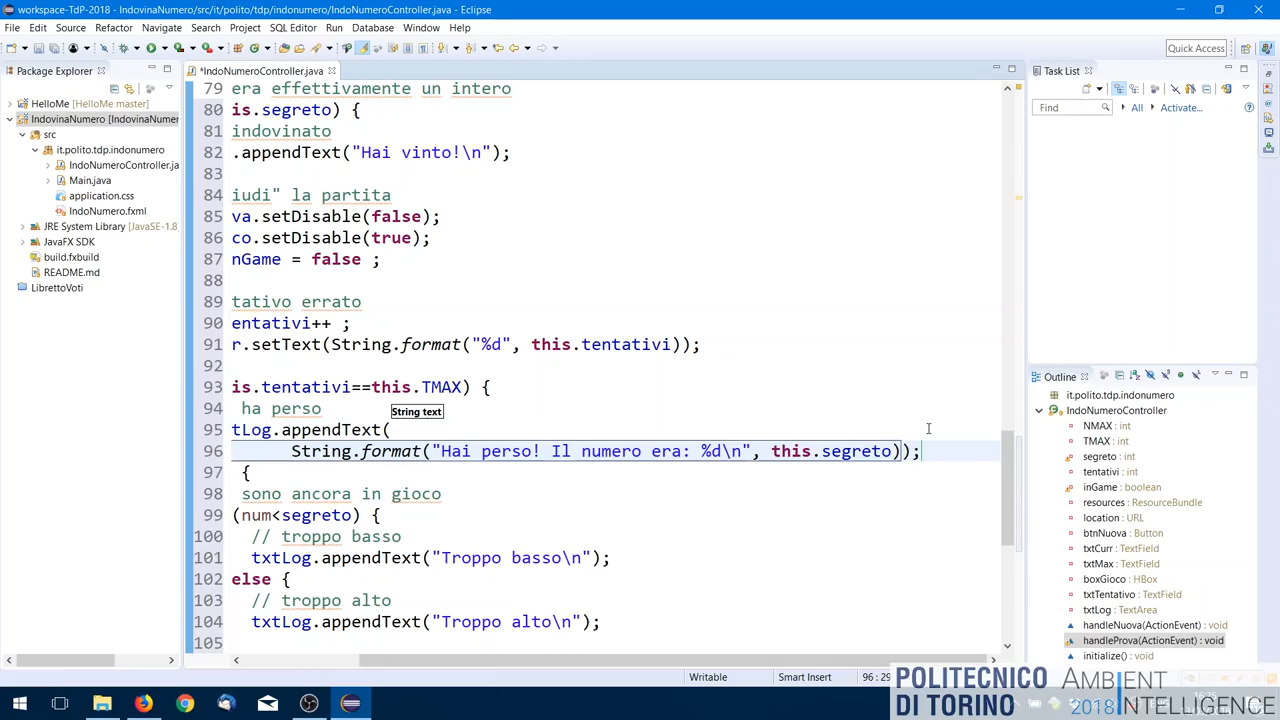 workspace-TdP-2018 - IndovinaNumero/src/it/polito/tdp/indonumero/IndoNumeroController.java - Eclipse
File Edit Source Refactor Navigate Search Project SQL Editor Run Database Window Help
Quick Access
Package Explorer
*IndoNumeroController.java
Task List
HelloMe [HelloMe master]
IndovinaNumero [IndovinaNumer
src
it.polito.tdp.indonumero
IndoNumeroController.ja
Main.java
application.css
IndoNumero.fxml
JRE System Library [JavaSE-1.8
JavaFX SDK
build.fxbuild
README.md
LibrettoVoti
79 era effettivamente un intero
80 is.segreto) {
81 indovinato
82 .appendText("Hai vinto!\n");
83
84 iudi" la partita
85 va.setDisable(false);
86 co.setDisable(true);
87 nGame = false ;
88
89 tativo errato
90 entativi++ ;
91 r.setText(String.format("%d", this.tentativi));
92
93 is.tentativi==this.TMAX) {
94 ha perso
String text
95 tLog.appendText(
96 String.format("Hai perso! Il numero era: %d\n", this.segreto));
97 {
98 sono ancora in gioco
99 (num<segreto) {
100 // troppo basso
101 txtLog.appendText("Troppo basso\n");
102 else {
103 // troppo alto
104 txtLog.appendText("Troppo alto\n");
105
Find
All
Activate...
Outline
it.polito.tdp.indonumero
IndoNumeroController
NMAX : int
TMAX : int
segreto : int
tentativi : int
inGame : boolean
resources : ResourceBundle
location : URL
btnNuova : Button
txtCurr : TextField
txtMax : TextField
boxGioco : HBox
txtTentativo : TextField
txtLog : TextArea
handleNuova(ActionEvent) : void
handleProva(ActionEvent) : void
initialize() : void
Writable
Smart Insert
96 : 29
POLITECNICO
DI TORINO
AMBIENT
2018 INTELLIGENCE